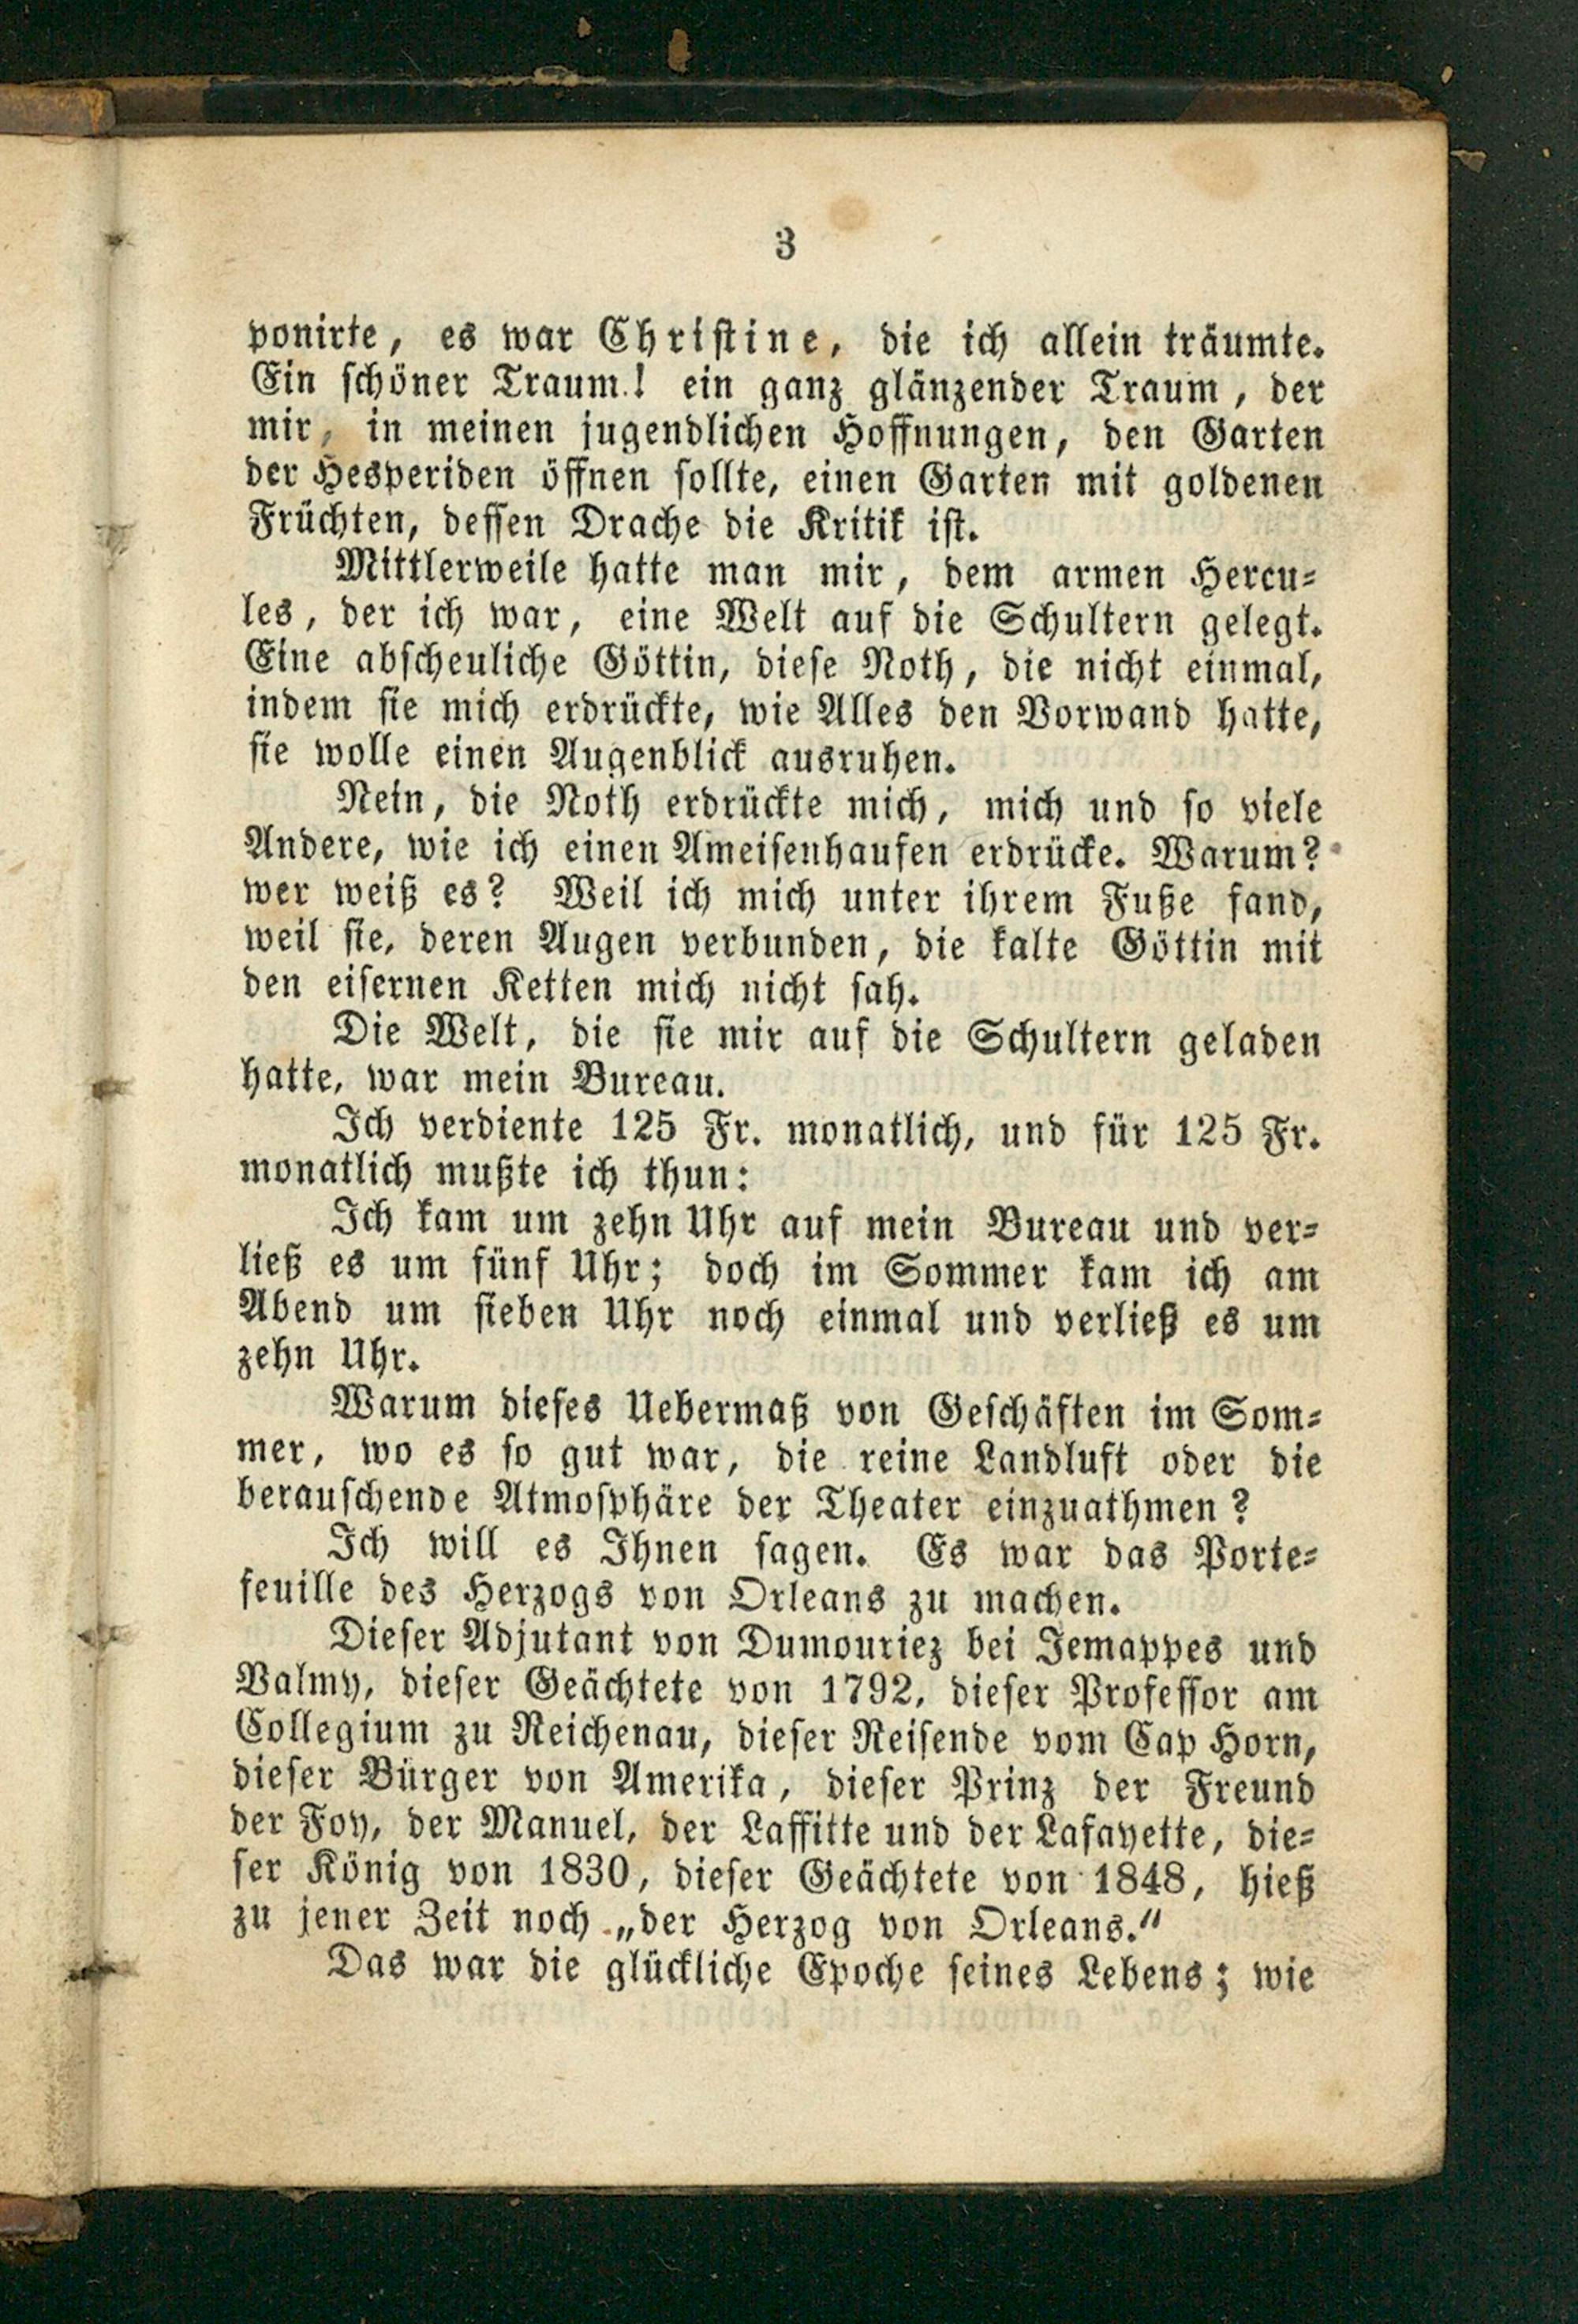 3
ponirte, es war Christine, die ich allein träumte.
Ein schöner Traum! ein ganz glänzender Traum, der
mir, in meinen jugendlichen Hoffnungen, den Garten
der Hesperiden öffnen sollte, einen Garten mit goldenen
Früchten, dessen Drache die Kritik ist.
Mittlerweile hatte man mir, dem armen Hercu-
les, der ich war, eine Welt auf die Schultern gelegt.
Eine abscheuliche Göttin, diese Noth, die nicht einmal,
indem sie mich erdrückte, wie Alles den Vorwand hatte,
sie wolle einen Augenblick ausruhen.
Nein, die Noth erdrückte mich, mich und so viele
Andere, wie ich einen Ameisenhaufen erdrücke. Warum?
wer weiß es? Weil ich mich unter ihrem Fuße fand,
weil sie, deren Augen verbunden, die kalte Göttin mit
den eisernen Ketten mich nicht sah.
Die Welt, die sie mir auf die Schultern geladen
hatte, war mein Bureau.
Ich verdiente 125 Fr. monatlich, und für 125 Fr.
monatlich mußte ich thun:
Ich kam um zehn Uhr auf mein Bureau und ver-
ließ es um fünf Uhr; doch im Sommer kam ich am
Abend um sieben Uhr noch einmal und verließ es um
zehn Uhr.
Warum dieses Uebermaß von Geschäften im Som-
mer, wo es so gut war, die reine Landluft oder die
berauschende Atmosphäre der Theater einzuathmen?
Ich will es Ihnen sagen. Es war das Porte-
feuille des Herzogs von Orleans zu machen.
Dieser Adjutant von Dumouriez bei Jemappes und
Valmy, dieser Geächtete von 1792, dieser Professor am
Collegium zu Reichenau, dieser Reisende vom Cap Horn,
dieser Bürger von Amerika, dieser Prinz der Freund
der Foy, der Manuel, der Laffitte und der Lafayette, die-
ser König von 1830, dieser Geächtete von 1848, hieß
zu jener Zeit noch „der Herzog von Orleans."
Das war die glückliche Epoche seines Lebens; wie